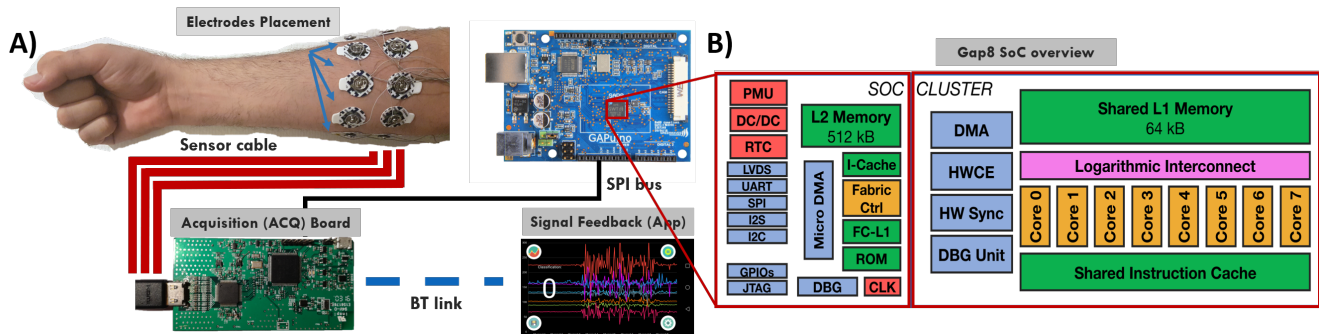 A)
Electrodes Placement
Sensor cable
Acquisition (ACQ) Board
BT link
Signal Feedback (App)
0
GAPuino
SPI bus
B)
Gap8 SoC overview
SOC
PMU
DC/DC
RTC
LVDS
UART
SPI
I2S
I2C
GPIOs
JTAG
L2 Memory
512 kB
Micro DMA
I-Cache
Fabric
Ctrl
FC-L1
ROM
DBG
CLK
CLUSTER
DMA
HWCE
HW Sync
DBG Unit
Shared L1 Memory
64 kB
Logarithmic Interconnect
Core 0
Core 1
Core 2
Core 3
Core 4
Core 5
Core 6
Core 7
Shared Instruction Cache